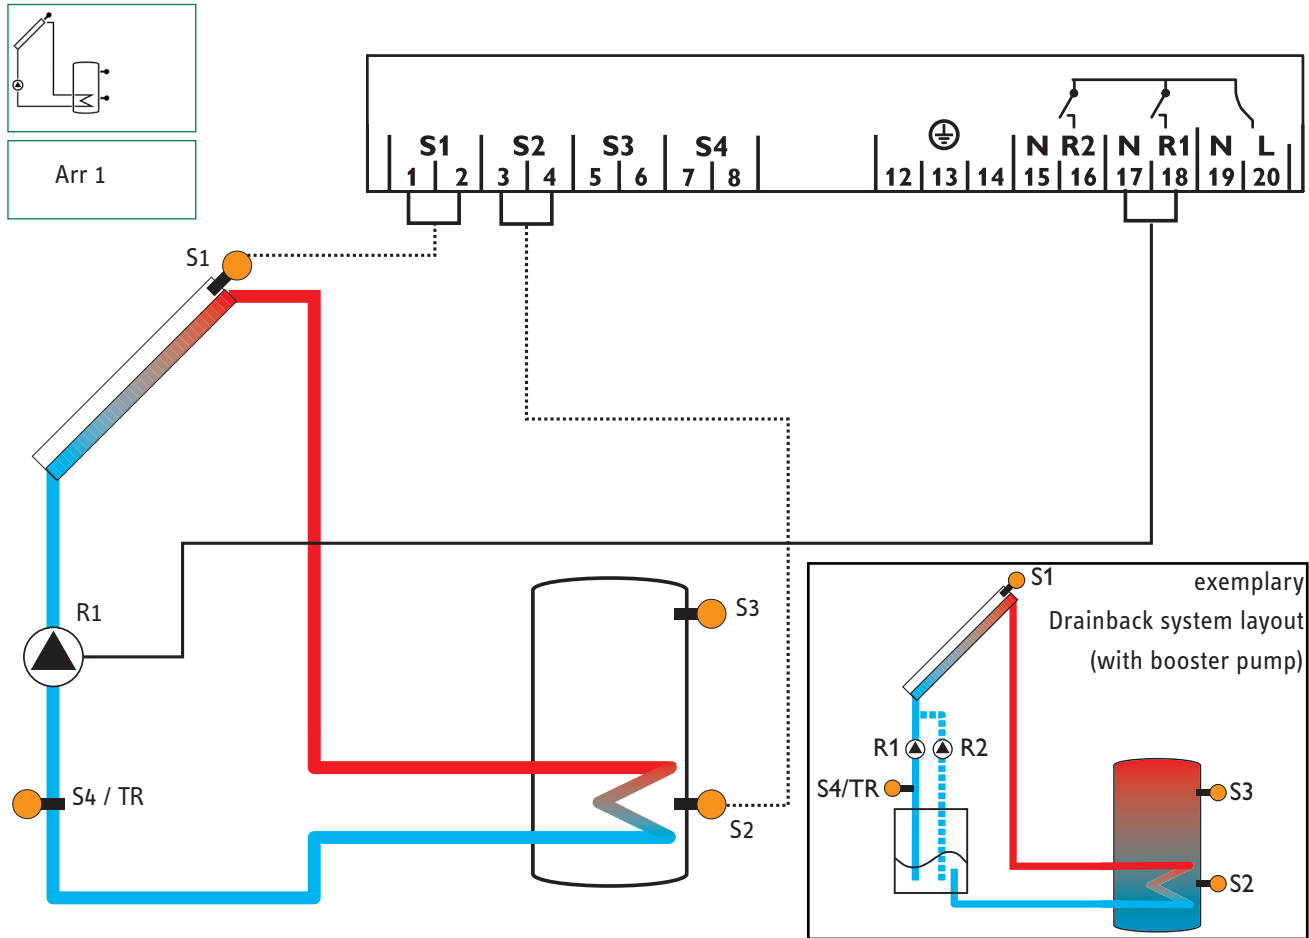 Arr 1
S1 S2 S3 S4 N R2 N R1 N L
1 2 3 4 5 6 7 8 12 13 14 15 16 17 18 19 20
S1
R1
S4 / TR
S3
S2
S1
exemplary
Drainback system layout
(with booster pump)
R1 R2
S4/TR
S3
S2